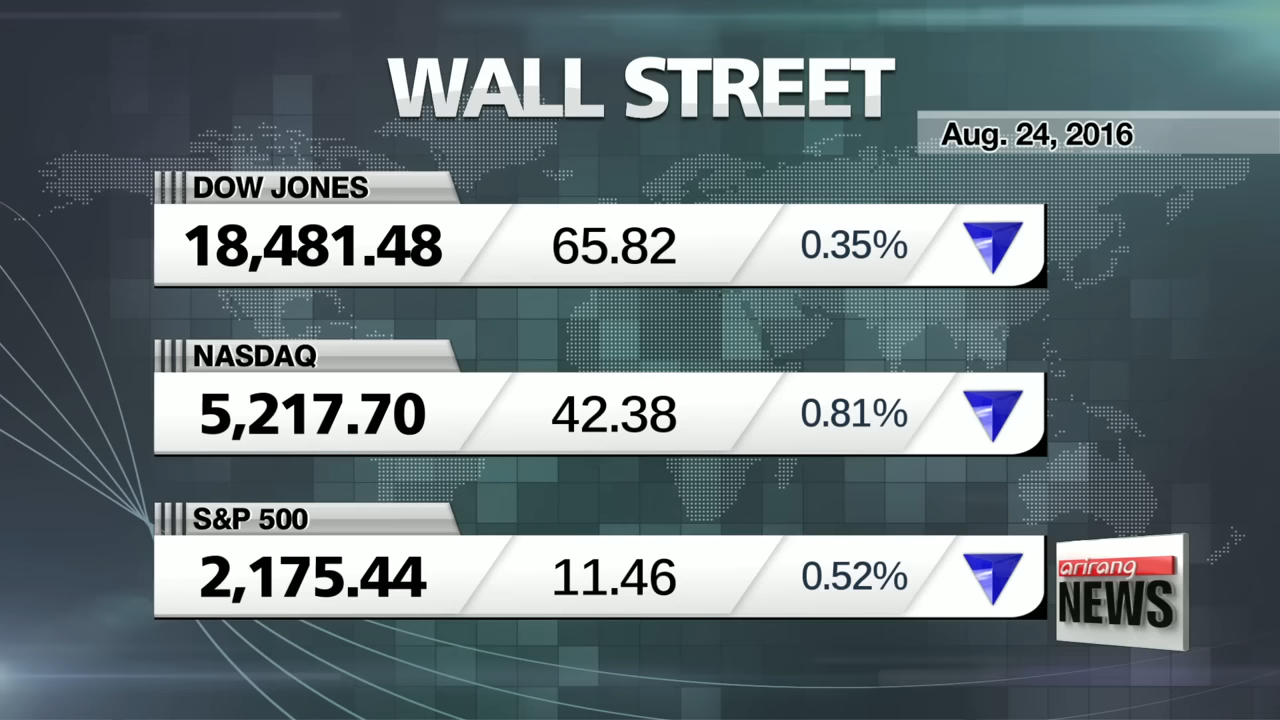 WALL STREET
Aug. 24, 2016
DOW JONES
18,481.48 65.82 0.35%
NASDAQ
5,217.70 42.38 0.81%
S&P 500
2,175.44 11.46 0.52%
arirang
NEWS